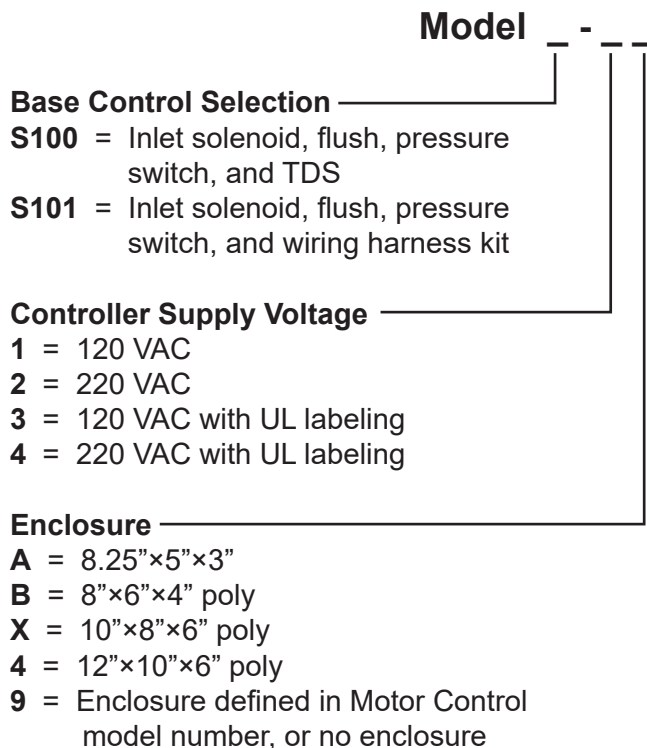 Model _ - _ _
Base Control Selection
S100 = Inlet solenoid, flush, pressure
switch, and TDS
S101 = Inlet solenoid, flush, pressure
switch, and wiring harness kit
Controller Supply Voltage
1 = 120 VAC
2 = 220 VAC
3 = 120 VAC with UL labeling
4 = 220 VAC with UL labeling
Enclosure
A = 8.25”×5”×3”
B = 8”×6”×4” poly
X = 10”×8”×6” poly
4 = 12”×10”×6” poly
9 = Enclosure defined in Motor Control
model number, or no enclosure